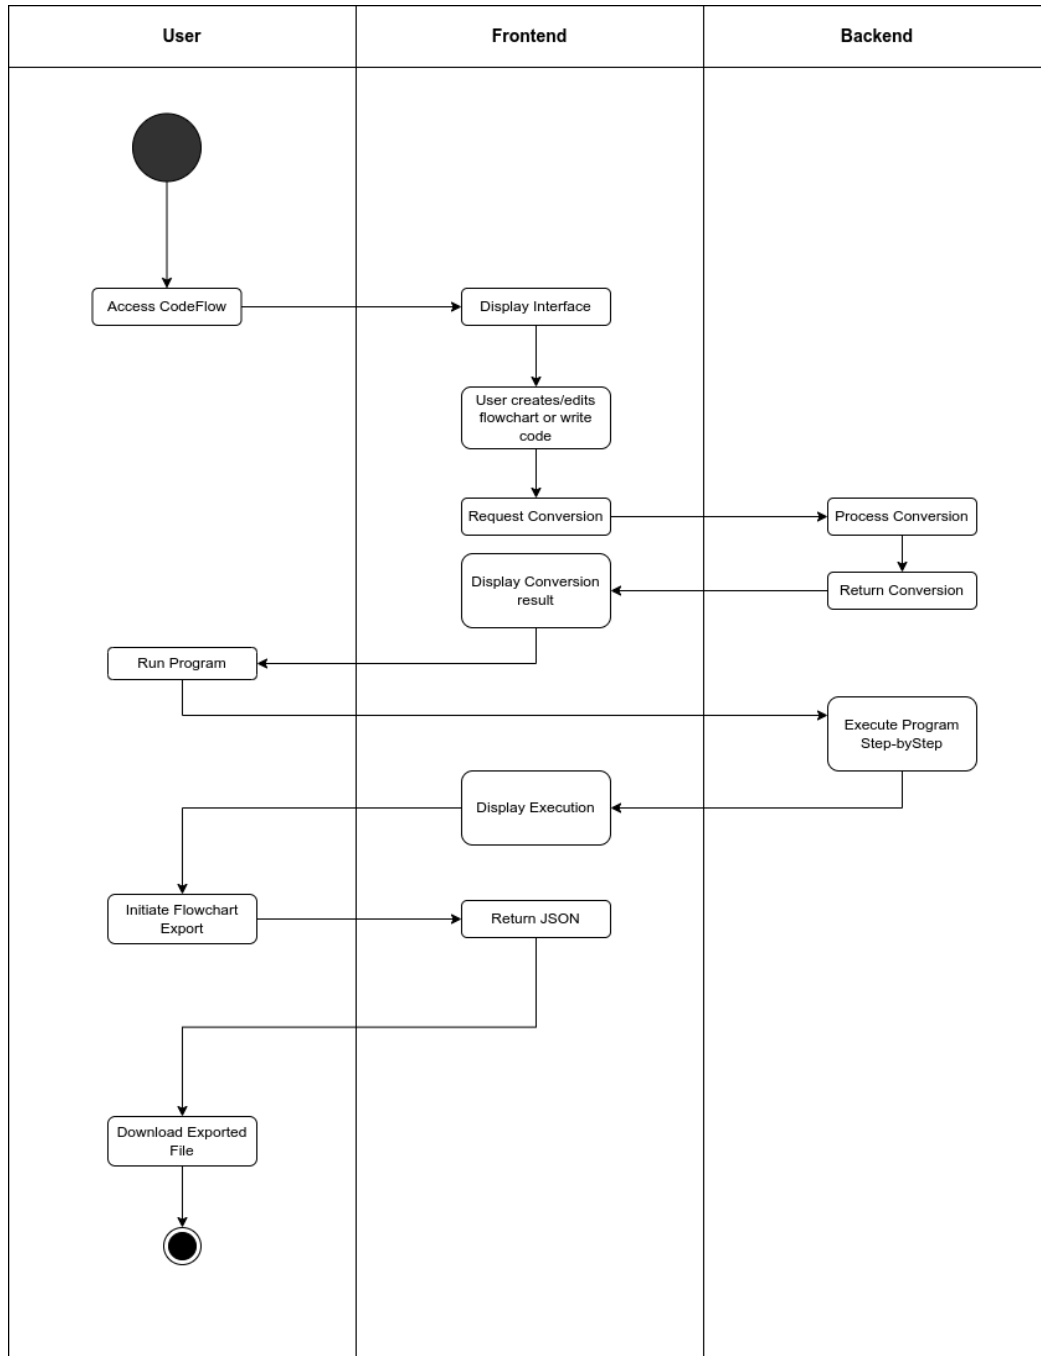 User
Frontend
Backend
Access CodeFlow
Display Interface
User creates/edits
flowchart or write
code
Request Conversion
Process Conversion
Display Conversion
result
Return Conversion
Run Program
Execute Program
Step-byStep
Display Execution
Initiate Flowchart
Export
Return JSON
Download Exported
File